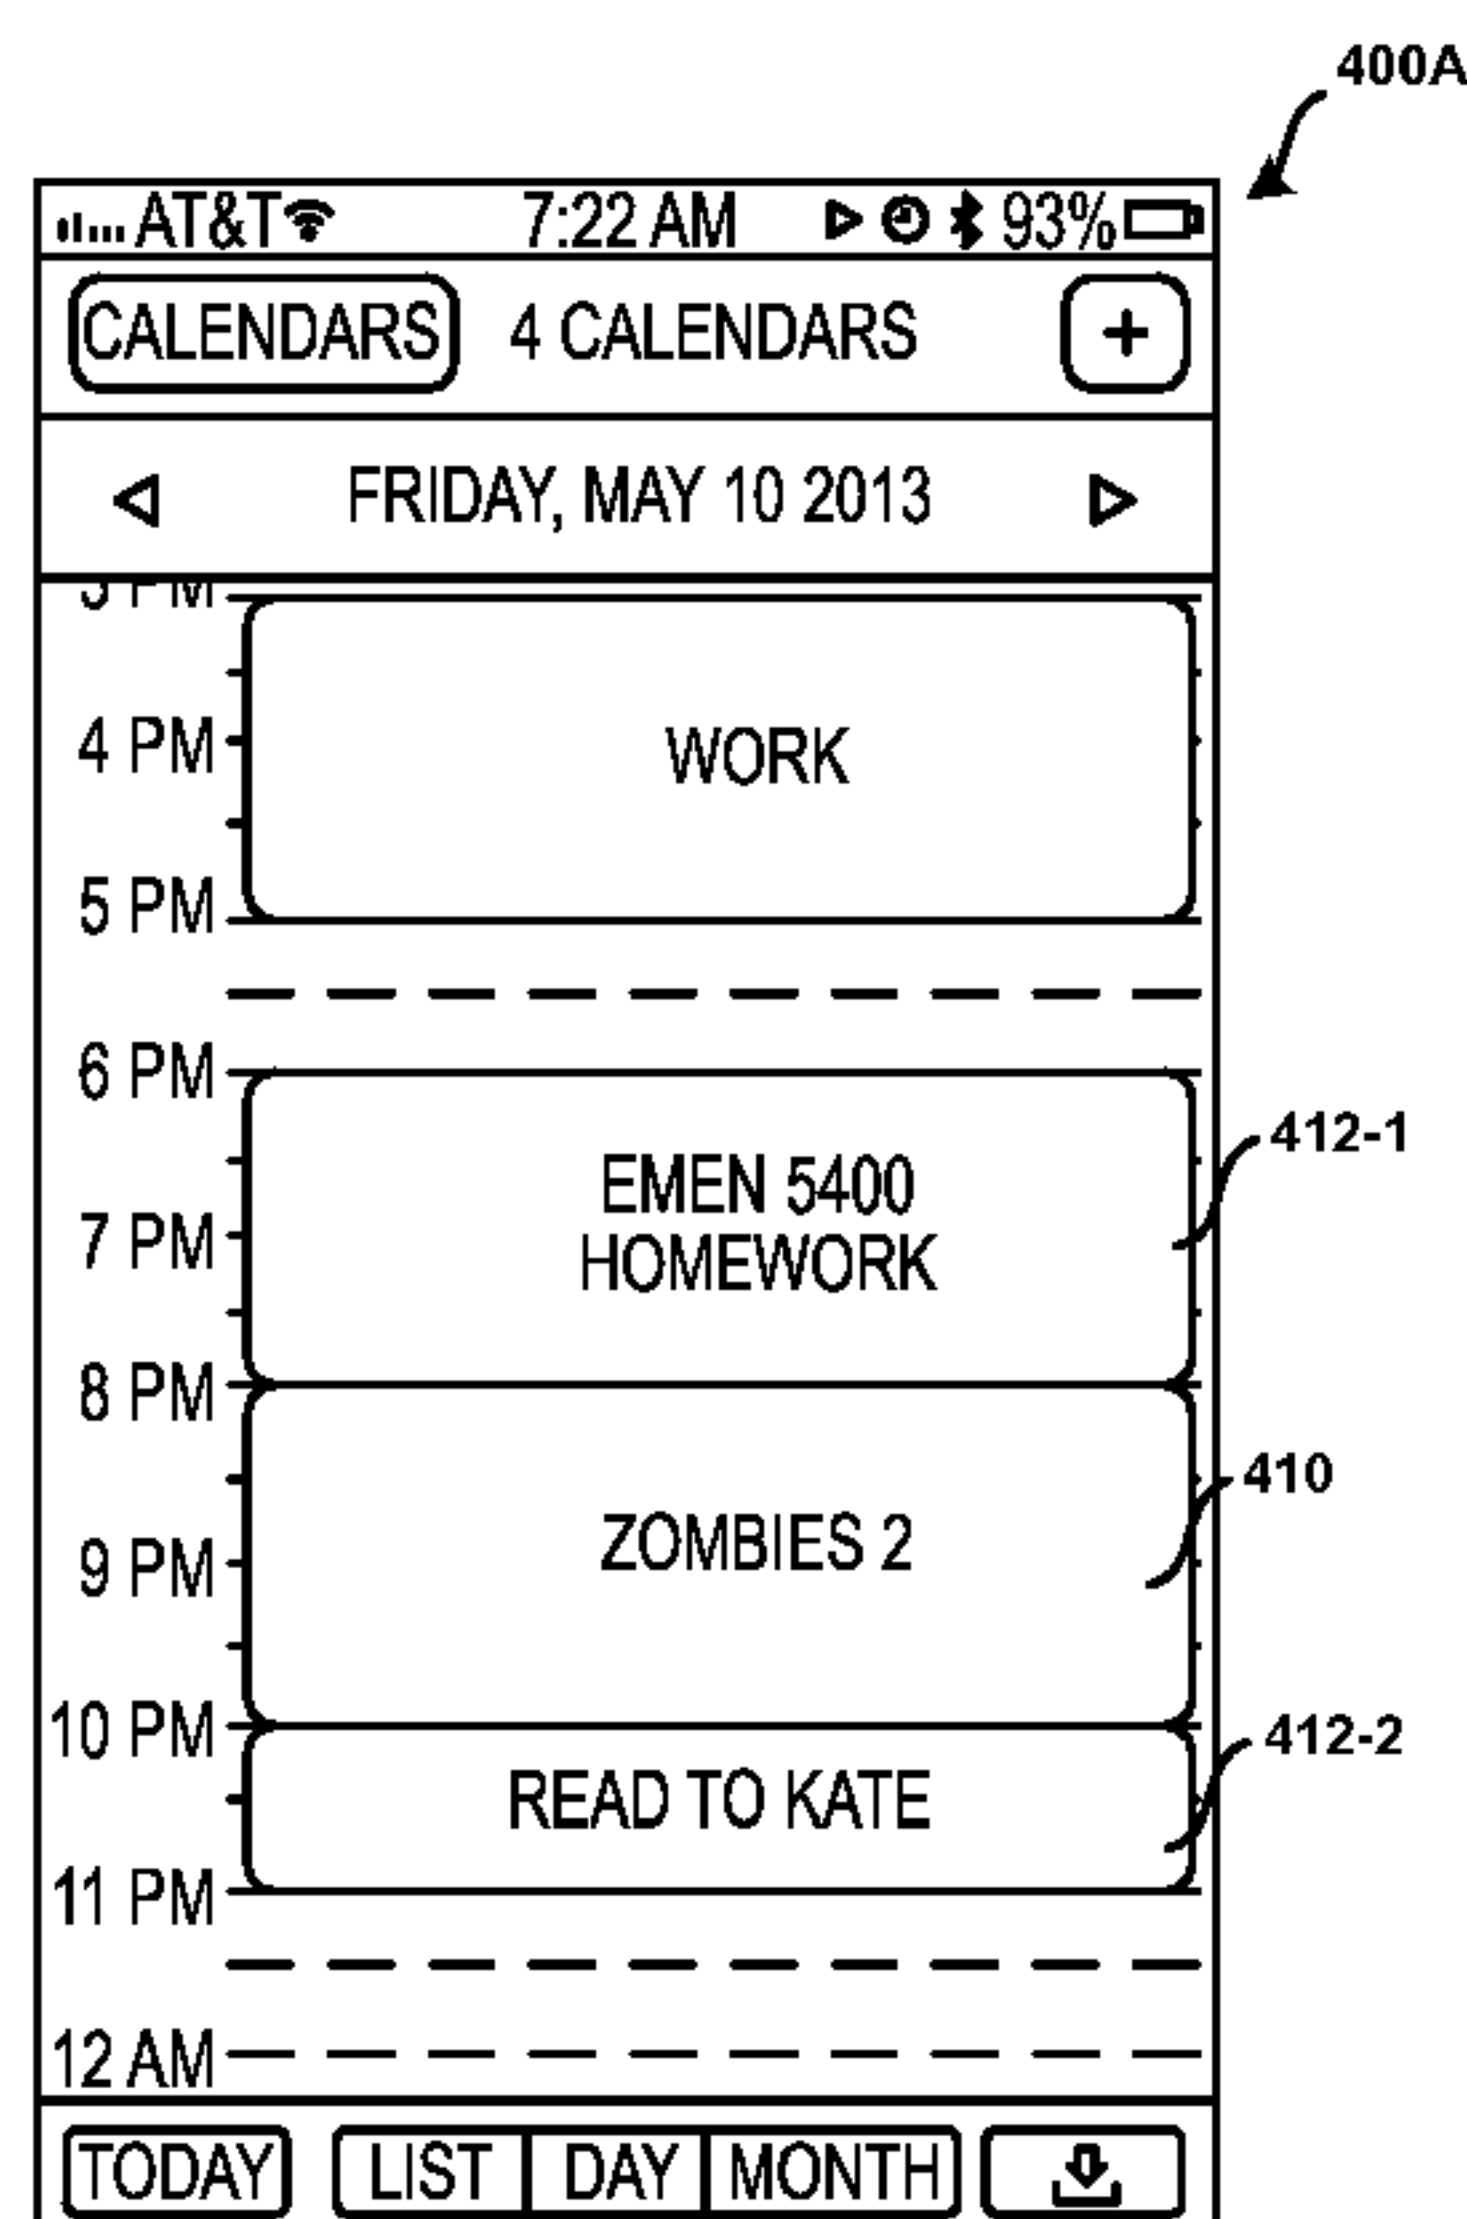 400A
AT&T 7:22 AM 93%
CALENDARS 4 CALENDARS +
FRIDAY, MAY 10 2013
3 PM
4 PM
WORK
5 PM
6 PM
412-1
EMEN 5400
7 PM
HOMEWORK
8 PM
410
ZOMBIES 2
9 PM
10 PM
412-2
READ TO KATE
11 PM
12 AM
TODAY LIST DAY MONTH